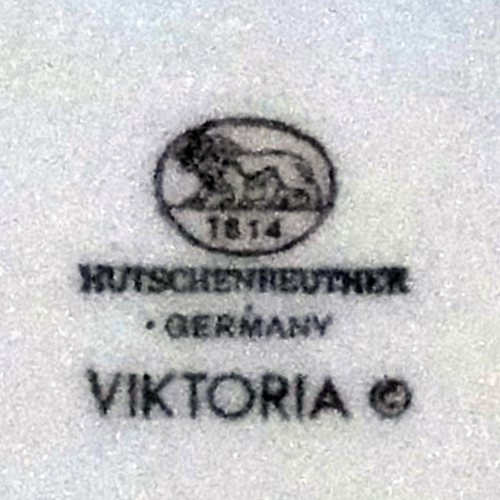 1814
HUTSCHENREUTHER
• GERMANY
VIKTORIA ©